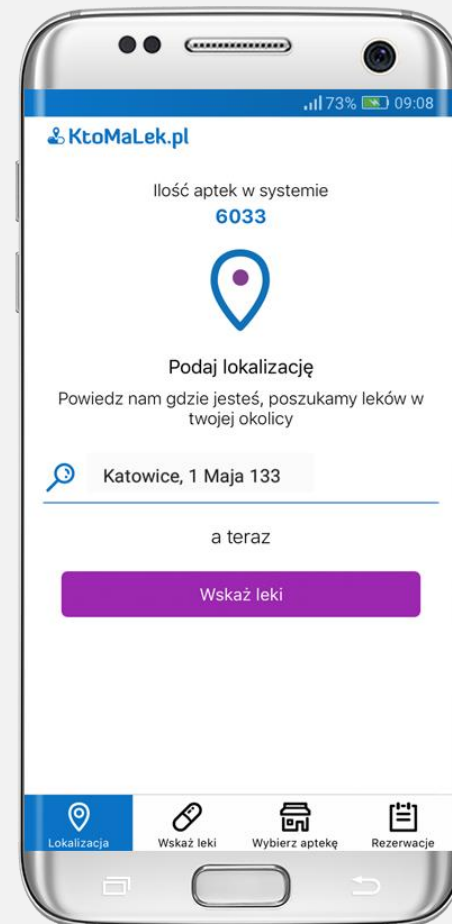 73% 09:08
KtoMaLek.pl
Ilość aptek w systemie
6033
Podaj lokalizację
Powiedz nam gdzie jesteś, poszukamy leków w
twojej okolicy
Katowice, 1 Maja 133
a teraz
Wskaż leki
Lokalizacja Wskaż leki Wybierz aptekę Rezerwacje